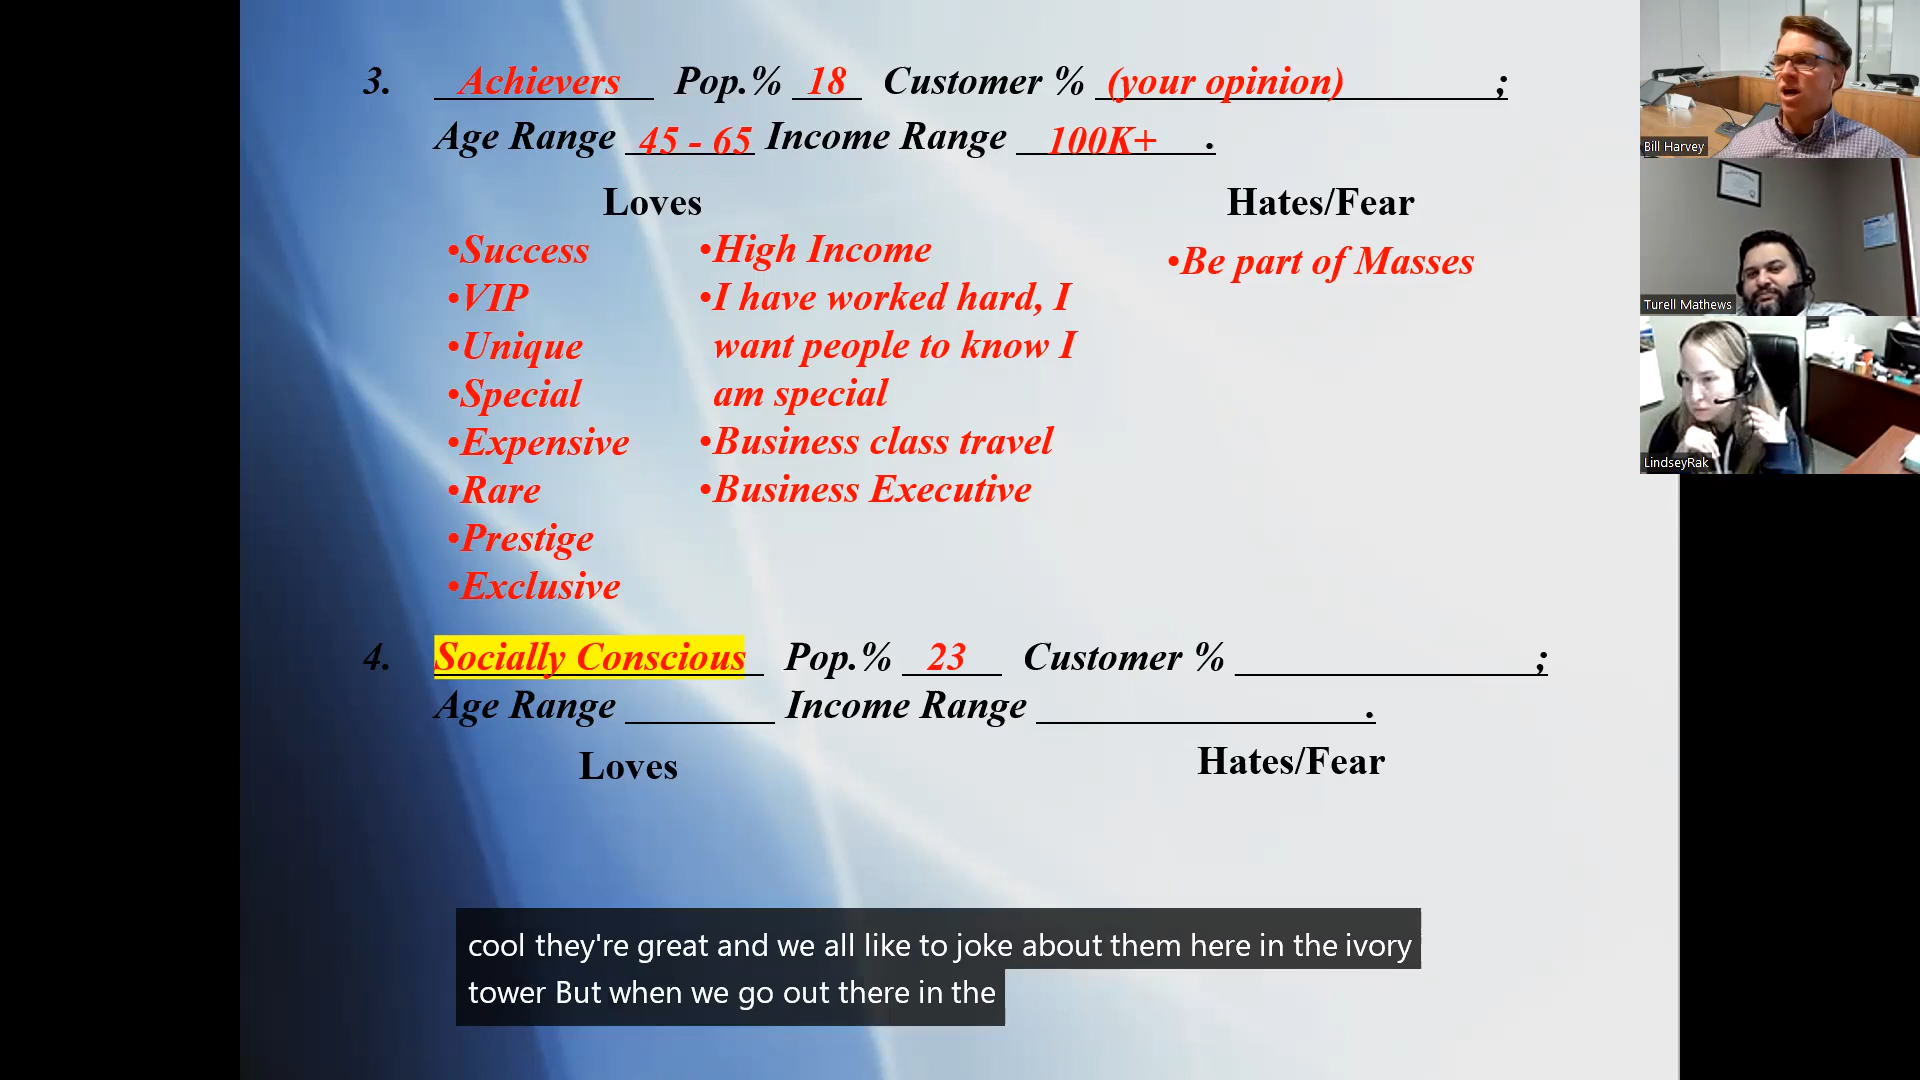 3. Achievers Pop.% 18 Customer % (your opinion) ;
Age Range 45 - 65 Income Range 100K+ .
Loves Hates/Fear
•Success
•VIP
•Unique
•Special
•Expensive
•Rare
•Prestige
•Exclusive
•High Income
•I have worked hard, I
want people to know I
am special
•Business class travel
•Business Executive
•Be part of Masses
4. Socially Conscious Pop.% 23 Customer % ;
Age Range Income Range .
Loves Hates/Fear
cool they're great and we all like to joke about them here in the ivory
tower But when we go out there in the
Bill Harvey
Turell Mathews
LindseyRak